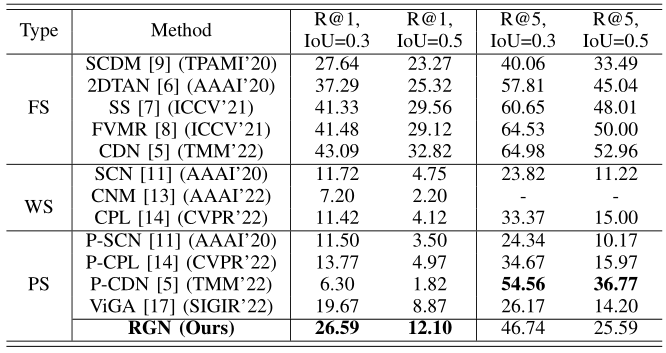 Type Method R@1, IoU=0.3 R@1, IoU=0.5 R@5, IoU=0.3 R@5, IoU=0.5
FS
SCDM [9] (TPAMI'20) 27.64 23.27 40.06 33.49
2DTAN [6] (AAAI'20) 37.29 25.32 57.81 45.04
SS [7] (ICCV'21) 41.33 29.56 60.65 48.01
FVMR [8] (ICCV'21) 41.48 29.12 64.53 50.00
CDN [5] (TMM'22) 43.09 32.82 64.98 52.96
WS
SCN [11] (AAAI'20) 11.72 4.75 23.82 11.22
CNM [13] (AAAI'22) 7.20 2.20 - -
CPL [14] (CVPR'22) 11.42 4.12 33.37 15.00
PS
P-SCN [11] (AAAI'20) 11.50 3.50 24.34 10.17
P-CPL [14] (CVPR'22) 13.77 4.97 34.67 15.97
P-CDN [5] (TMM'22) 6.30 1.82 54.56 36.77
ViGA [17] (SIGIR'22) 19.67 8.87 26.17 14.20
RGN (Ours) 26.59 12.10 46.74 25.59